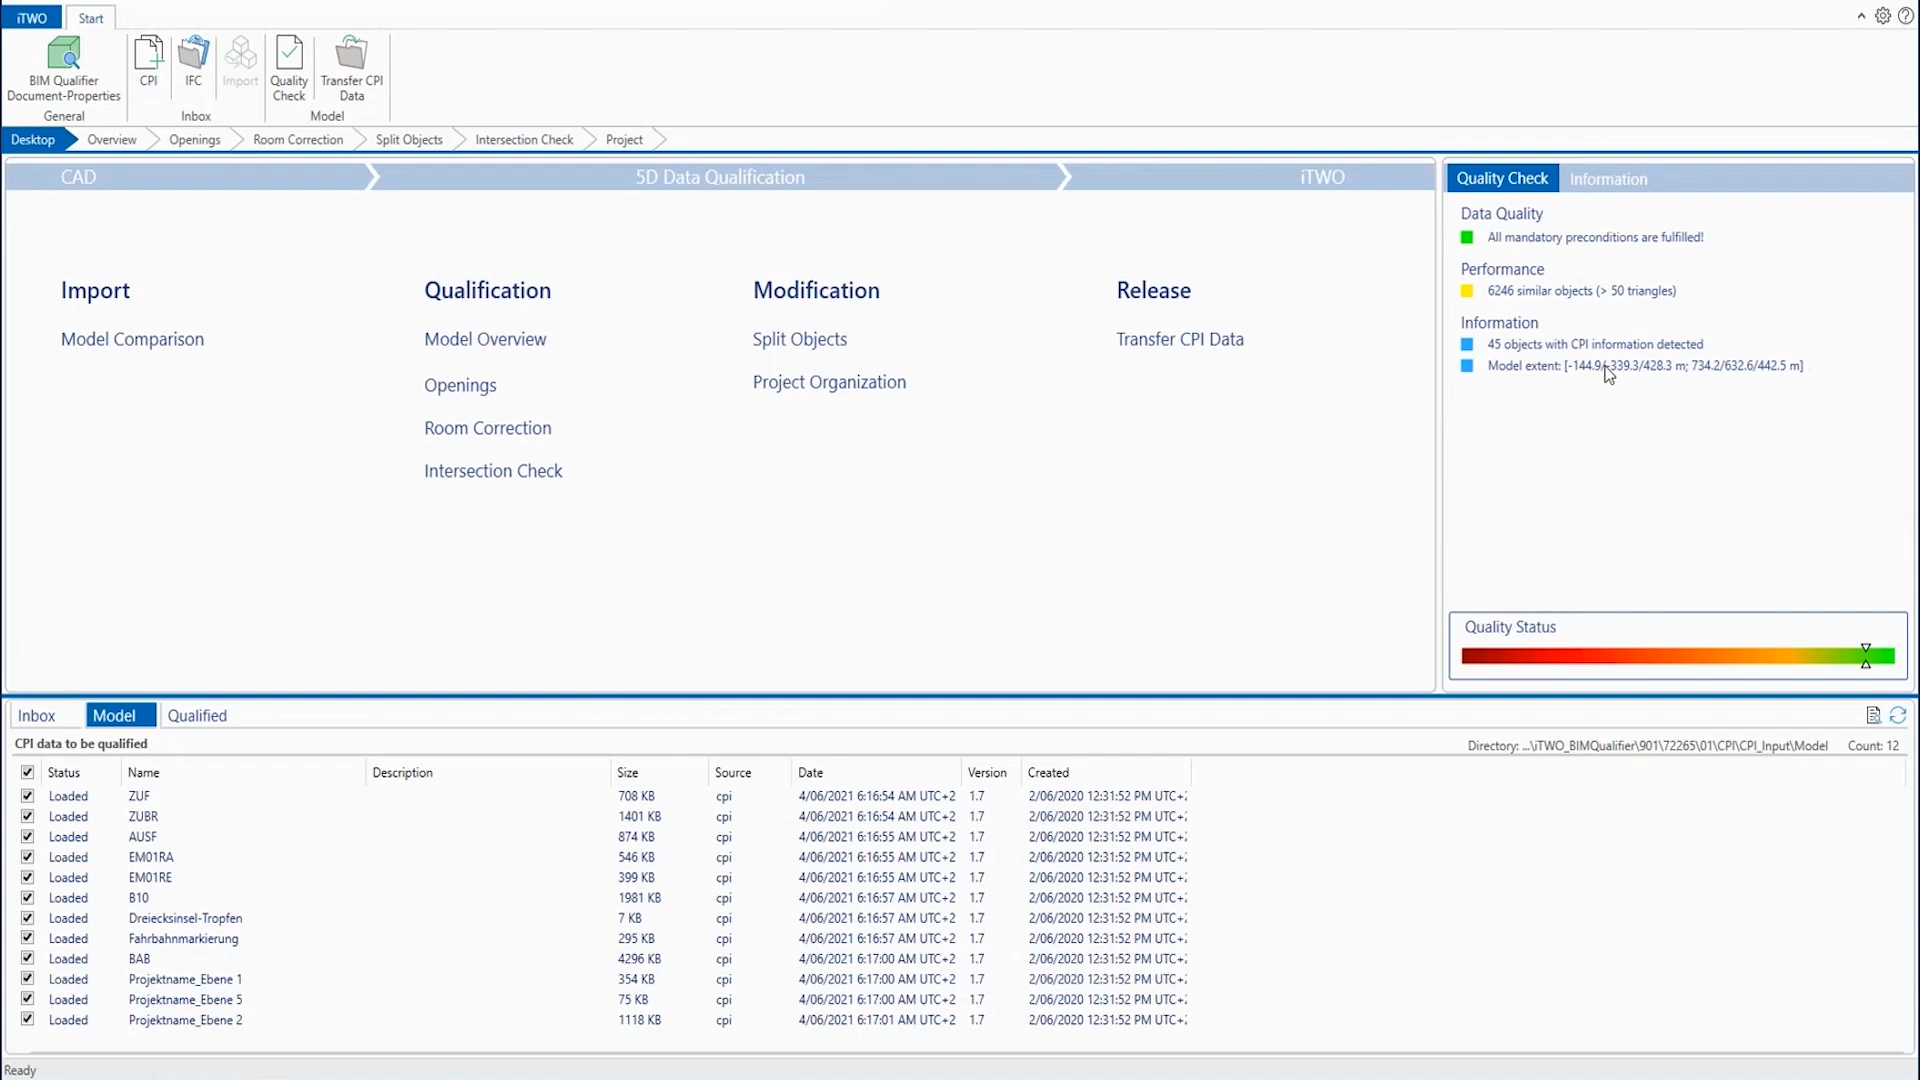 iTWO Start
BIM Qualifier
Document-Properties
CPI
IFC
Import
Quality
Check
Transfer CPI
Data
General
Inbox
Model
Desktop Overview Openings Room Correction Split Objects Intersection Check Project
CAD 5D Data Qualification iTWO
Import
Model Comparison
Qualification
Model Overview
Openings
Room Correction
Intersection Check
Modification
Split Objects
Project Organization
Release
Transfer CPI Data
Quality Check Information
Data Quality
All mandatory preconditions are fulfilled!
Performance
6246 similar objects (> 50 triangles)
Information
45 objects with CPI information detected
Model extent: [-144.9/-339.3/428.3 m; 734.2/632.6/442.5 m]
Quality Status
Inbox Model Qualified
CPI data to be qualified
Directory: ...\iTWO_BIMQualifier\901\72265\01\CPI\CPI_Input\Model Count: 12
Status Name Description Size Source Date Version Created
Loaded ZUF 708 KB cpi 4/06/2021 6:16:54 AM UTC+2 1.7 2/06/2020 12:31:52 PM UTC+2
Loaded ZUBR 1401 KB cpi 4/06/2021 6:16:54 AM UTC+2 1.7 2/06/2020 12:31:52 PM UTC+2
Loaded AUSF 874 KB cpi 4/06/2021 6:16:55 AM UTC+2 1.7 2/06/2020 12:31:52 PM UTC+2
Loaded EM01RA 546 KB cpi 4/06/2021 6:16:55 AM UTC+2 1.7 2/06/2020 12:31:52 PM UTC+2
Loaded EM01RE 399 KB cpi 4/06/2021 6:16:55 AM UTC+2 1.7 2/06/2020 12:31:52 PM UTC+2
Loaded B10 1981 KB cpi 4/06/2021 6:16:57 AM UTC+2 1.7 2/06/2020 12:31:52 PM UTC+2
Loaded Dreiecksinsel-Tropfen 7 KB cpi 4/06/2021 6:16:57 AM UTC+2 1.7 2/06/2020 12:31:52 PM UTC+2
Loaded Fahrbahnmarkierung 295 KB cpi 4/06/2021 6:16:57 AM UTC+2 1.7 2/06/2020 12:31:52 PM UTC+2
Loaded BAB 4296 KB cpi 4/06/2021 6:17:00 AM UTC+2 1.7 2/06/2020 12:31:52 PM UTC+2
Loaded Projektname_Ebene 1 354 KB cpi 4/06/2021 6:17:00 AM UTC+2 1.7 2/06/2020 12:31:52 PM UTC+2
Loaded Projektname_Ebene 5 75 KB cpi 4/06/2021 6:17:00 AM UTC+2 1.7 2/06/2020 12:31:52 PM UTC+2
Loaded Projektname_Ebene 2 1118 KB cpi 4/06/2021 6:17:01 AM UTC+2 1.7 2/06/2020 12:31:52 PM UTC+2
Ready